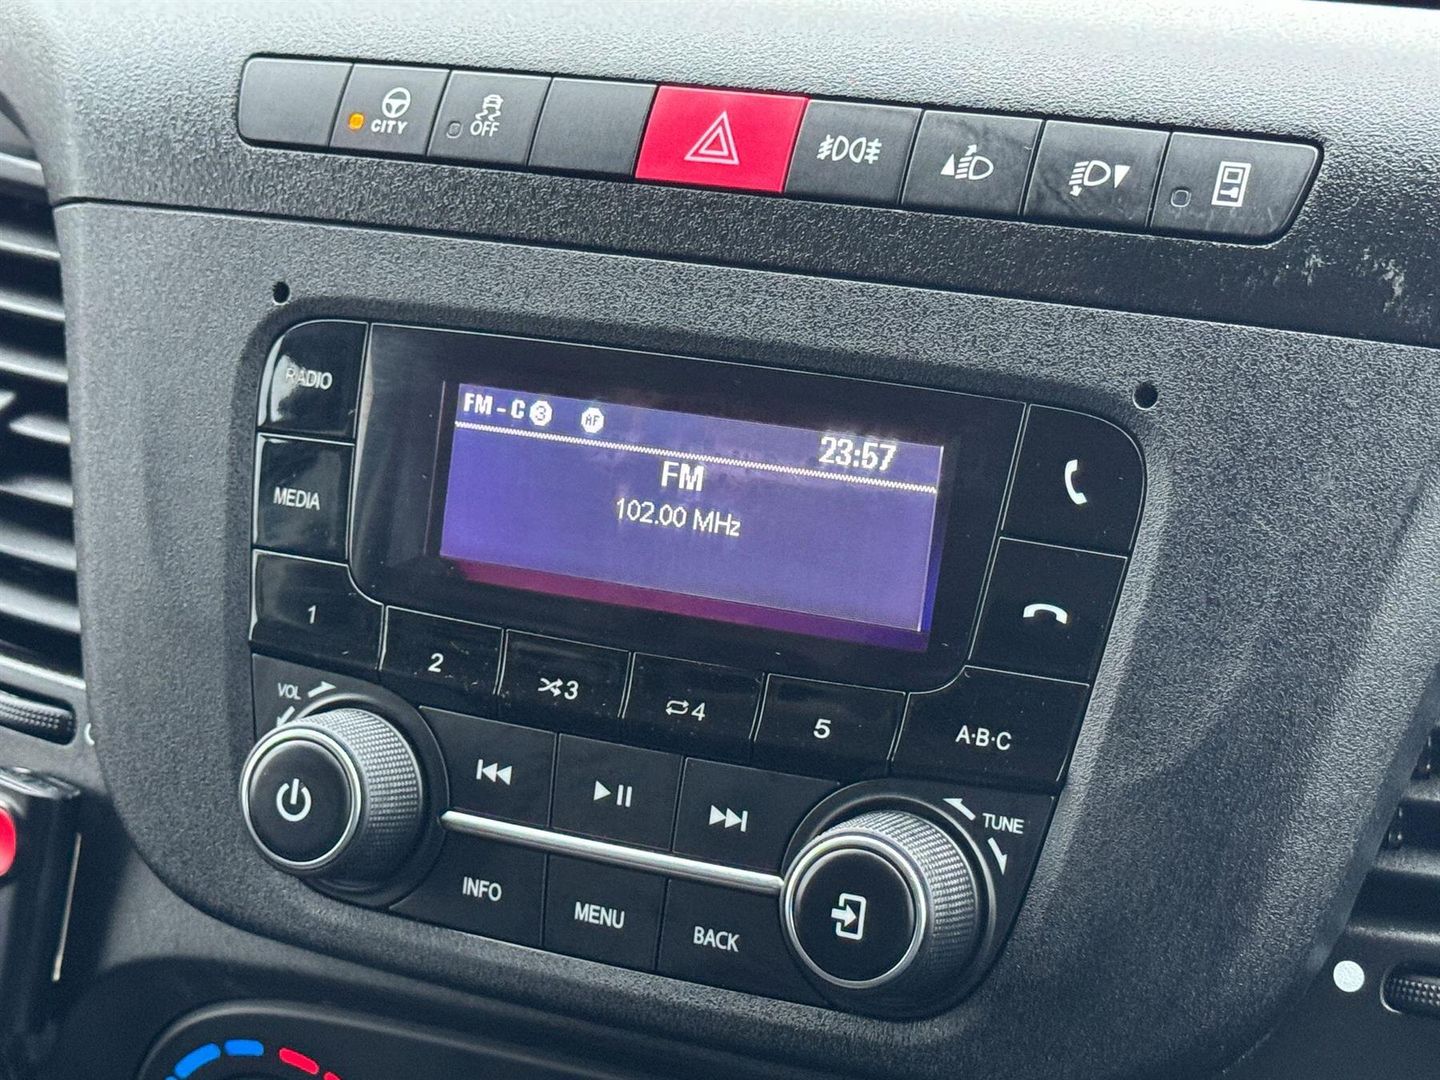 CITY
OFF
RADIO
FM - C 3
AF
23:57
FM
102.00 MHz
MEDIA
1
2
3
4
5
A·B·C
VOL
TUNE
INFO
MENU
BACK